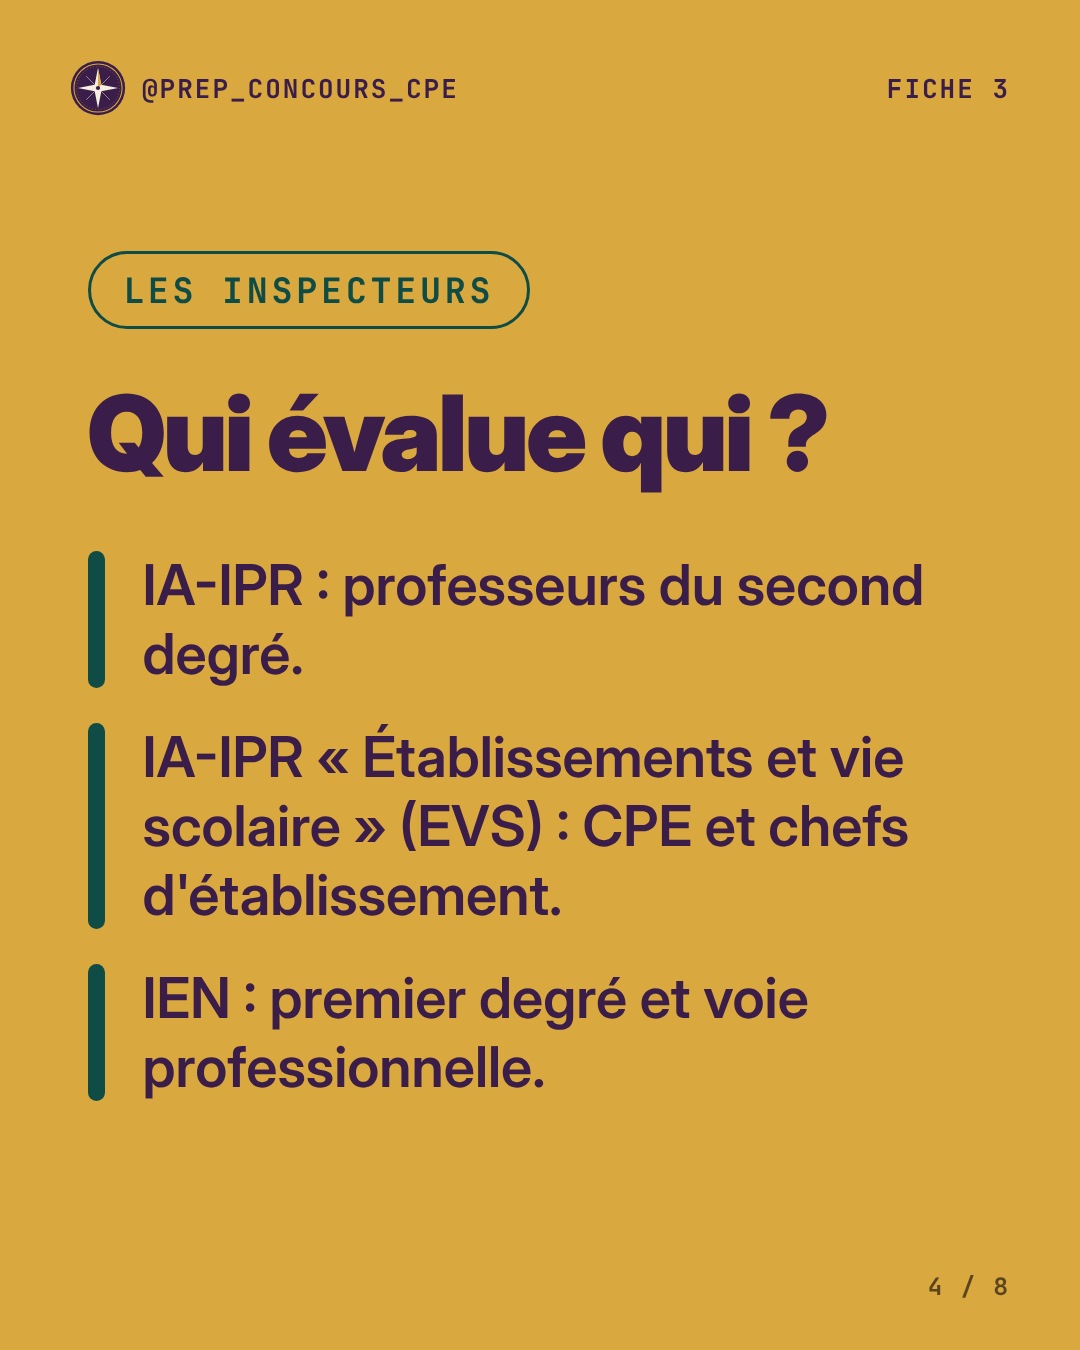 @PREP_CONCOURS_CPE
FICHE 3
LES INSPECTEURS
Qui évalue qui ?
IA-IPR : professeurs du second
degré.
IA-IPR « Établissements et vie
scolaire » (EVS) : CPE et chefs
d'établissement.
IEN : premier degré et voie
professionnelle.
4 / 8